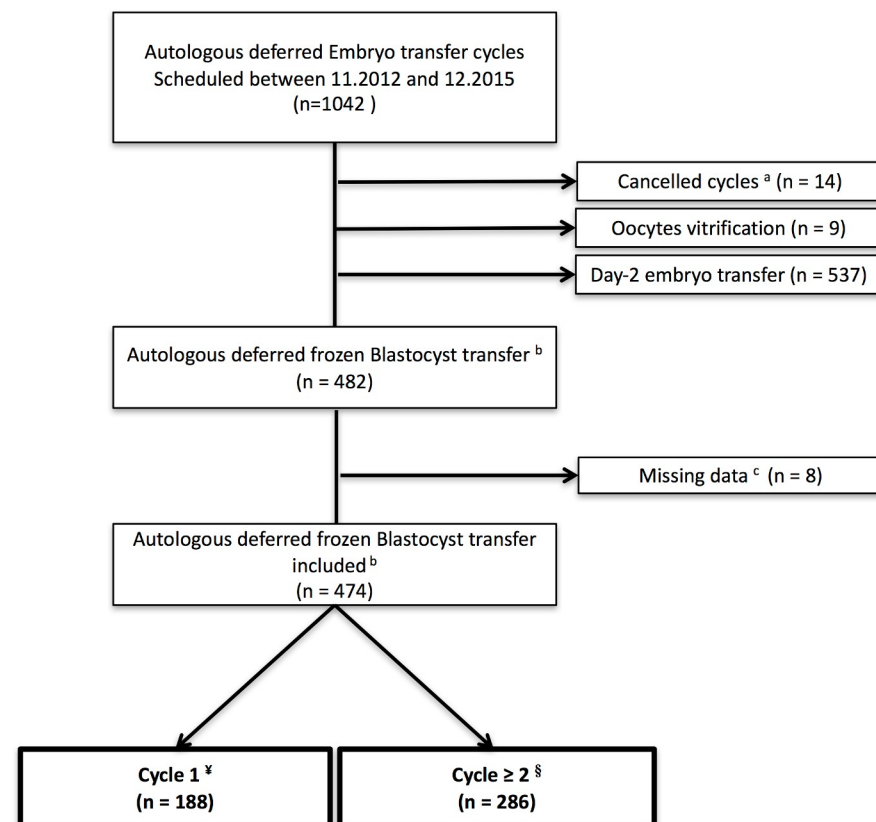 Autologous deferred Embryo transfer cycles
Scheduled between 11.2012 and 12.2015
(n=1042 )
Cancelled cycles ᵃ (n = 14)
Oocytes vitrification (n = 9)
Day-2 embryo transfer (n = 537)
Autologous deferred frozen Blastocyst transfer ᵇ
(n = 482)
Missing data ᶜ (n = 8)
Autologous deferred frozen Blastocyst transfer
included ᵇ
(n = 474)
Cycle 1 ¥
(n = 188)
Cycle ≥ 2 §
(n = 286)